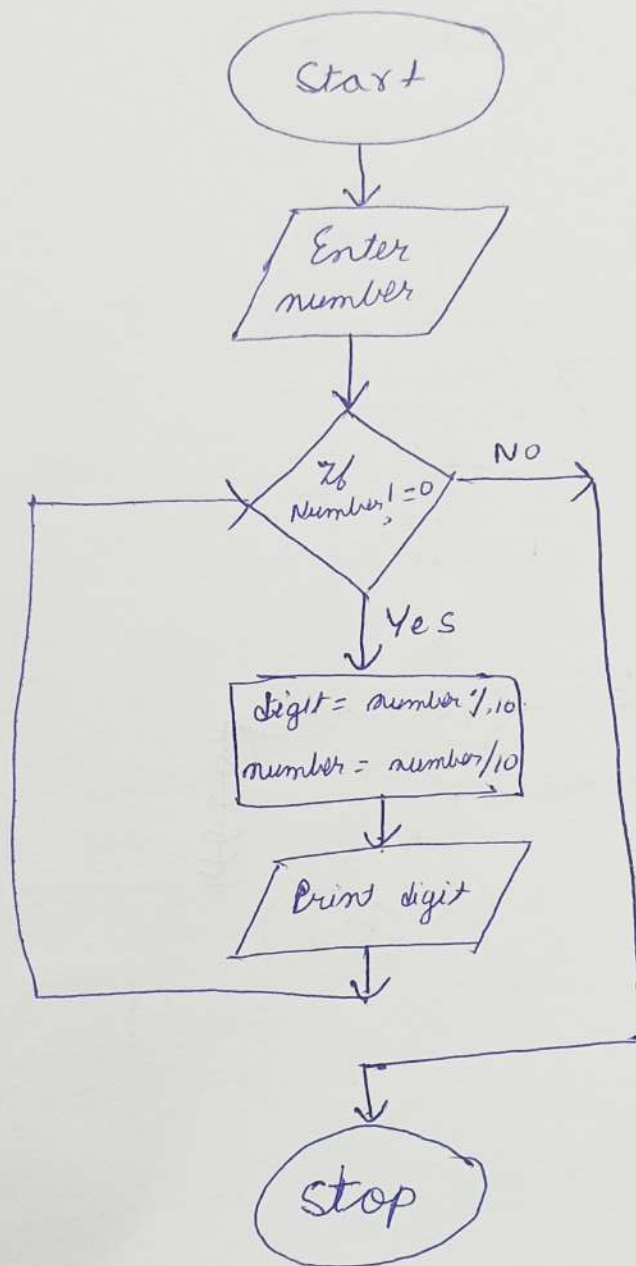 Start
Enter
number
If
Number!=0
NO
Yes
digit = number % 10
number = number/10
Print digit
Stop